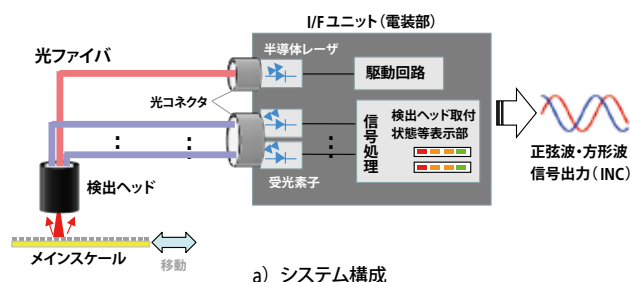 I/Fユニット(電装部)
光ファイバ
半導体レーザ
駆動回路
光コネクタ
検出ヘッド取付
状態等表示部
信号処理
検出ヘッド
受光素子
正弦波・方形波
信号出力(INC)
メインスケール
移動
a) システム構成